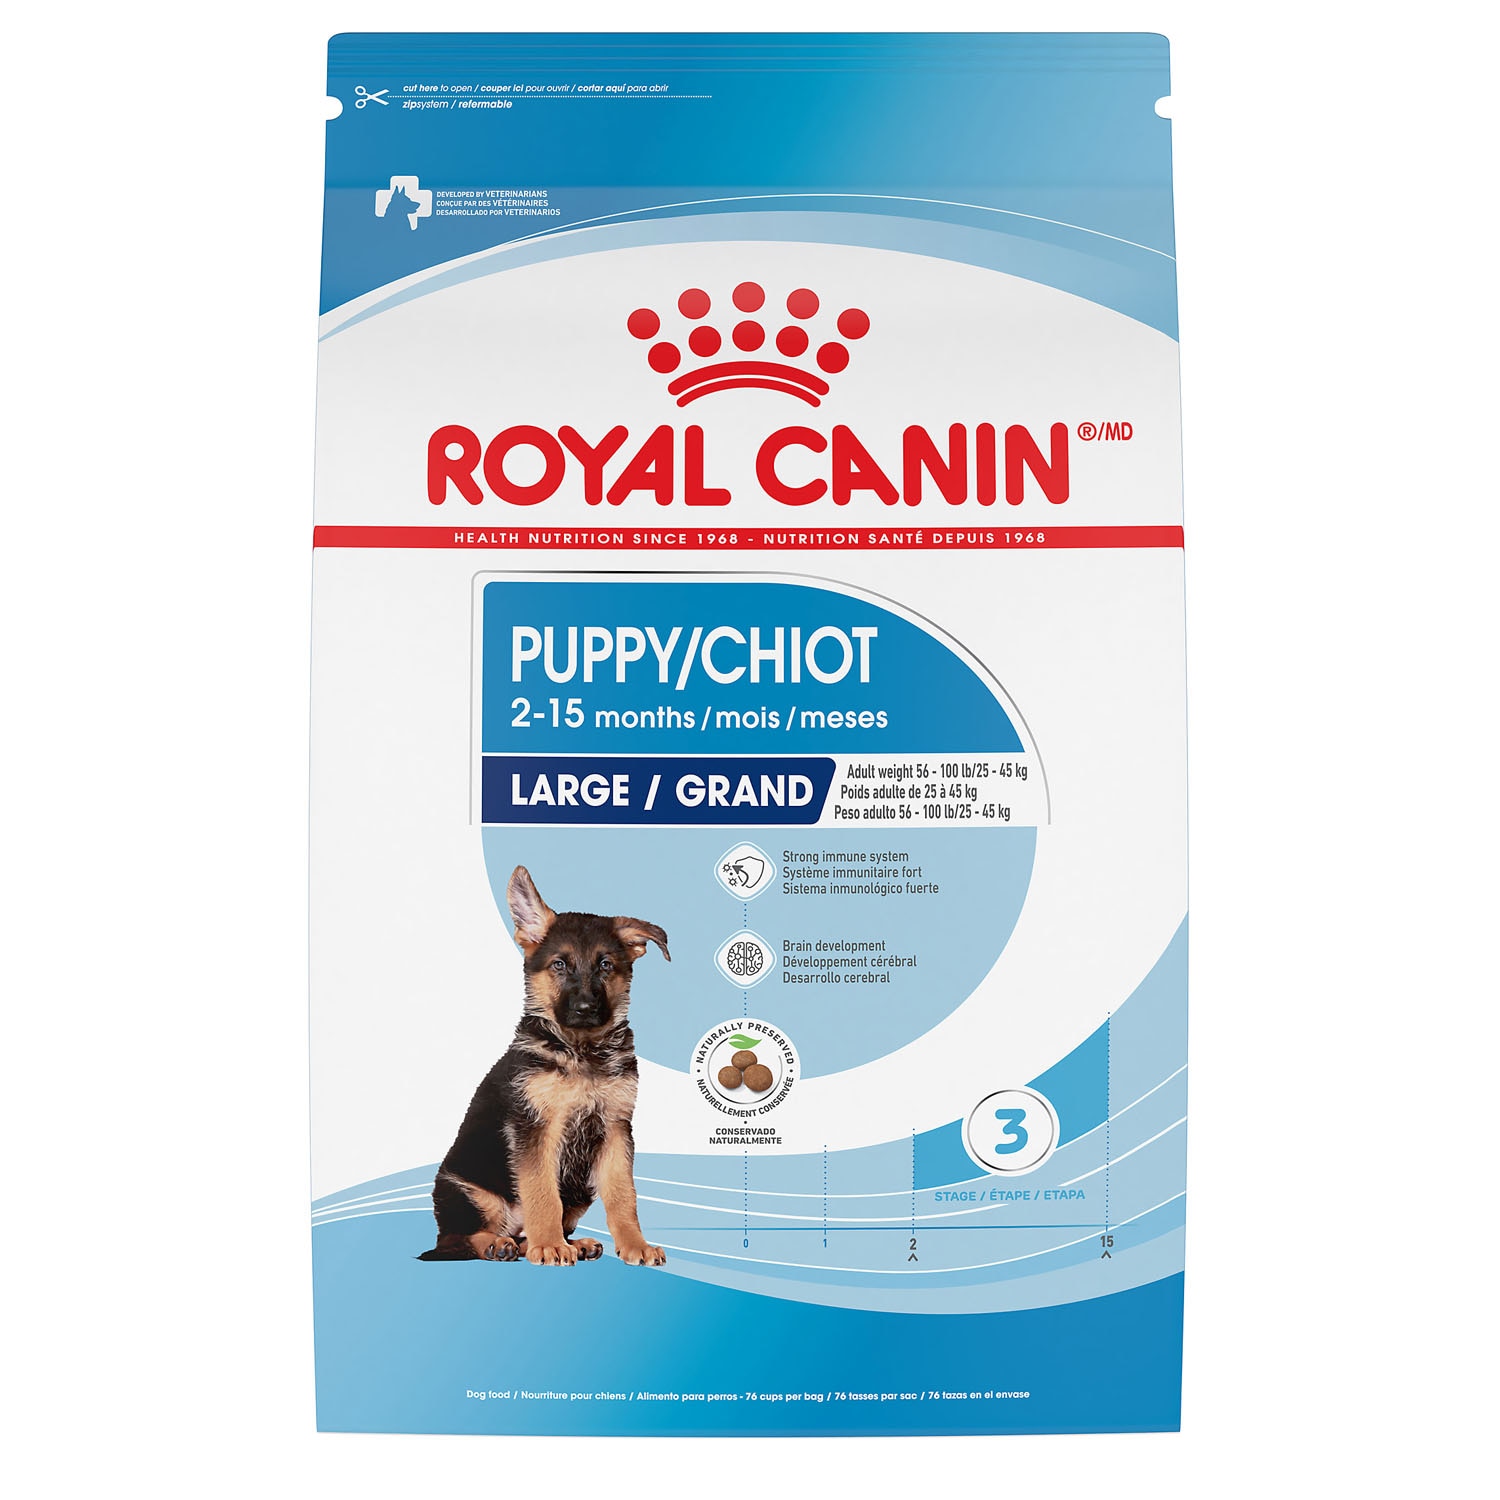 cut here to open / couper ici pour ouvrir / cortar aquí para abrir
zipsystem / refermable
DEVELOPED BY VETERINARIANS
CONÇUE PAR DES VÉTÉRINAIRES
DESARROLLADO POR VETERINARIOS
ROYAL CANIN®/MD
HEALTH NUTRITION SINCE 1968 - NUTRITION SANTÉ DEPUIS 1968
PUPPY/CHIOT
2-15 months / mois / meses
LARGE / GRAND
Adult weight 56 - 100 lb/25 - 45 kg
Poids adulte de 25 à 45 kg
Peso adulto 56 - 100 lb/25 - 45 kg
Strong immune system
Système immunitaire fort
Sistema inmunológico fuerte
Brain development
Développement cérébral
Desarrollo cerebral
• NATURALLY PRESERVED •
NATURELLEMENT CONSERVÉE
•
CONSERVADO
NATURALMENTE
3
STAGE / ÉTAPE / ETAPA
0 1 2 15
Dog food / Nourriture pour chiens / Alimento para perros - 76 cups per bag / 76 tasses par sac / 76 tazas en el envase